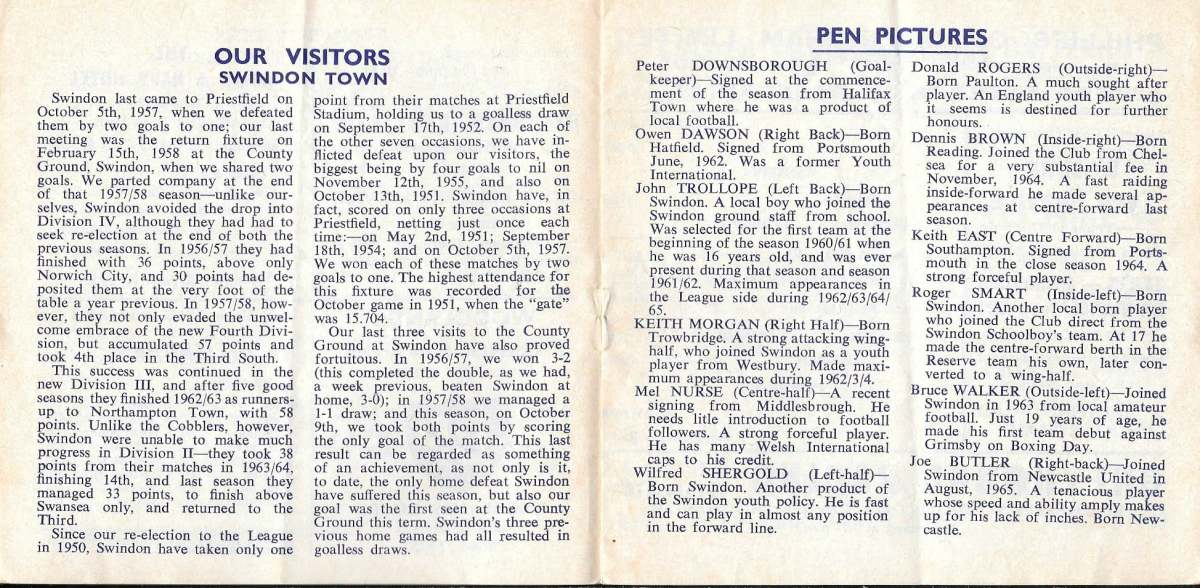 OUR VISITORS
SWINDON TOWN
Swindon last came to Priestfield on
October 5th, 1957, when we defeated
them by two goals to one; our last
meeting was the return fixture on
February 15th, 1958 at the County
Ground, Swindon, when we shared two
goals. We parted company at the end
of that 1957/58 season—unlike our-
selves, Swindon avoided the drop into
Division IV, although they had had to
seek re-election at the end of both the
previous seasons. In 1956/57 they had
finished with 36 points, above only
Norwich City, and 30 points had de-
posited them at the very foot of the
table a year previous. In 1957/58, how-
ever, they not only evaded the unwel-
come embrace of the new Fourth Divi-
sion, but accumulated 57 points and
took 4th place in the Third South.
This success was continued in the
new Division III, and after five good
seasons they finished 1962/63 as runners-
up to Northampton Town, with 58
points. Unlike the Cobblers, however,
Swindon were unable to make much
progress in Division II—they took 38
points from their matches in 1963/64,
finishing 14th, and last season they
managed 33 points, to finish above
Swansea only, and returned to the
Third.
Since our re-election to the League
in 1950, Swindon have taken only one
point from their matches at Priestfield
Stadium, holding us to a goalless draw
on September 17th, 1952. On each of
the other seven occasions, we have in-
flicted defeat upon our visitors, the
biggest being by four goals to nil on
November 12th, 1955, and also on
October 13th, 1951. Swindon have, in
fact, scored on only three occasions at
Priestfield, netting just once each
time:—on May 2nd, 1951; September
18th, 1954; and on October 5th, 1957.
We won each of these matches by two
goals to one. The highest attendance for
this fixture was recorded for the
October game in 1951, when the "gate"
was 15.704.
Our last three visits to the County
Ground at Swindon have also proved
fortuitous. In 1956/57, we won 3-2
(this completed the double, as we had,
a week previous, beaten Swindon at
home, 3-0); in 1957/58 we managed a
1-1 draw; and this season, on October
9th, we took both points by scoring
the only goal of the match. This last
result can be regarded as something
of an achievement, as not only is it,
to date, the only home defeat Swindon
have suffered this season, but also our
goal was the first seen at the County
Ground this term. Swindon's three pre-
vious home games had all resulted in
goalless draws.
PEN PICTURES
Peter DOWNSBOROUGH (Goal-
keeper)—Signed at the commence-
ment of the season from Halifax
Town where he was a product of
local football.
Owen DAWSON (Right Back)—Born
Hatfield. Signed from Portsmouth
June, 1962. Was a former Youth
International.
John TROLLOPE (Left Back)—Born
Swindon. A local boy who joined the
Swindon ground staff from school.
Was selected for the first team at the
beginning of the season 1960/61 when
he was 16 years old, and was ever
present during that season and season
1961/62. Maximum appearances in
the League side during 1962/63/64/
65.
KEITH MORGAN (Right Half)—Born
Trowbridge. A strong attacking wing-
half, who joined Swindon as a youth
player from Westbury. Made maxi-
mum appearances during 1962/3/4.
Mel NURSE (Centre-half)—A recent
signing from Middlesbrough. He
needs litle introduction to football
followers. A strong forceful player.
He has many Welsh International
caps to his credit.
Wilfred SHERGOLD (Left-half)—
Born Swindon. Another product of
the Swindon youth policy. He is fast
and can play in almost any position
in the forward line.
Donald ROGERS (Outside-right)—
Born Paulton. A much sought after
player. An England youth player who
it seems is destined for further
honours.
Dennis BROWN (Inside-right)—Born
Reading. Joined the Club from Chel-
sea for a very substantial fee in
November, 1964. A fast raiding
inside-forward he made several ap-
pearances at centre-forward last
season.
Keith EAST (Centre Forward)—Born
Southampton. Signed from Ports-
mouth in the close season 1964. A
strong forceful player.
Roger SMART (Inside-left)—Born
Swindon. Another local born player
who joined the Club direct from the
Swindon Schoolboy's team. At 17 he
made the centre-forward berth in the
Reserve team his own, later con-
verted to a wing-half.
Bruce WALKER (Outside-left)—Joined
Swindon in 1963 from local amateur
football. Just 19 years of age, he
made his first team debut against
Grimsby on Boxing Day.
Joe BUTLER (Right-back)—Joined
Swindon from Newcastle United in
August, 1965. A tenacious player
whose speed and ability amply makes
up for his lack of inches. Born New-
castle.